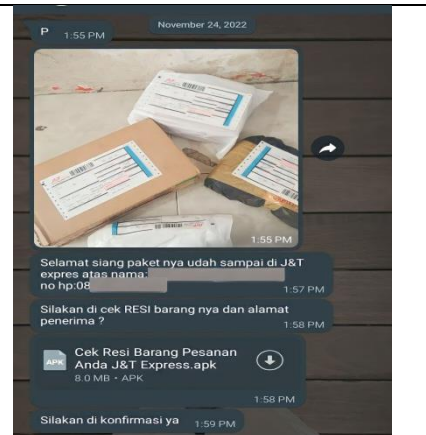 November 24, 2022
P 1:55 PM
1:55 PM
Selamat siang paket nya udah sampai di J&T
expres atas nama:
no hp:08
1:57 PM
Silakan di cek RESI barang nya dan alamat
penerima ?
1:58 PM
APK
Cek Resi Barang Pesanan
Anda J&T Express.apk
8.0 MB • APK
1:58 PM
Silakan di konfirmasi ya 1:59 PM